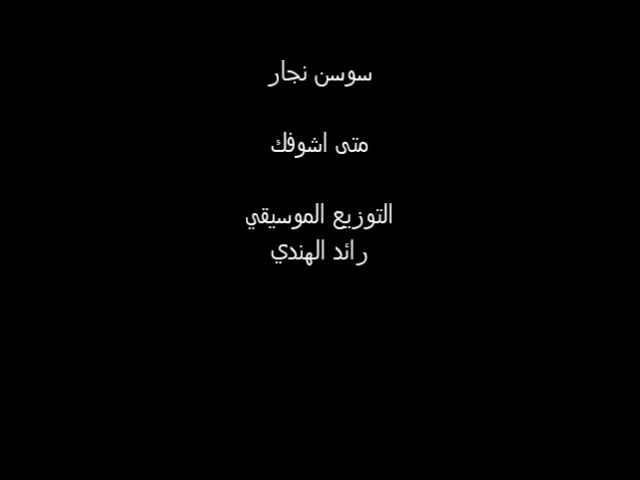 سوسن نجار
متى اشوفك
التوزيع الموسيقي
رائد الهندي